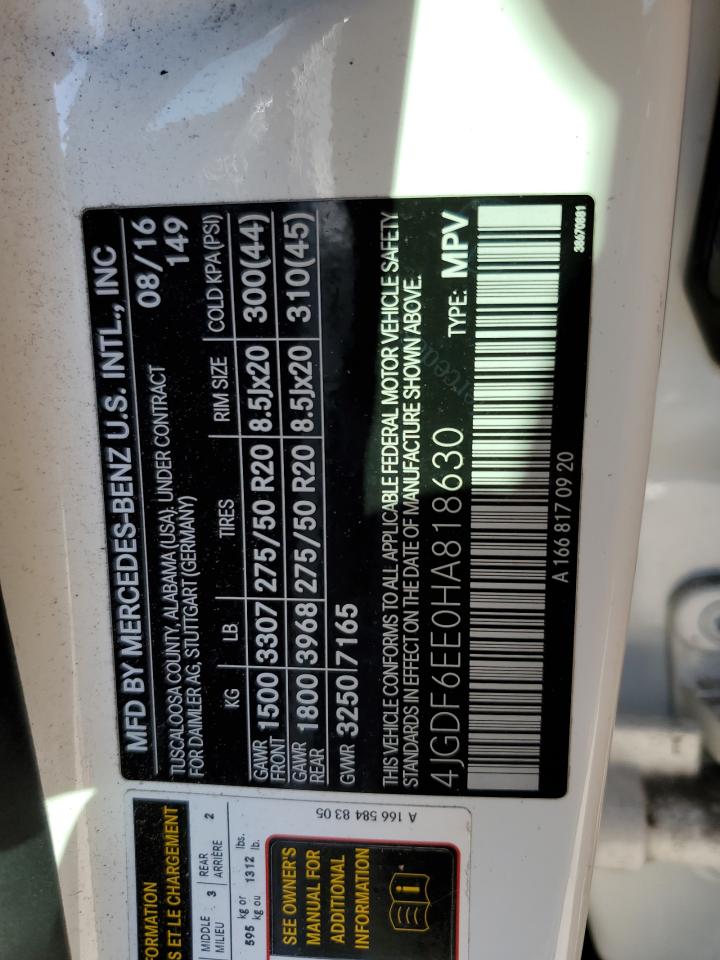 MFD BY MERCEDES-BENZ U.S. INTL., INC
TUSCALOOSA COUNTY, ALABAMA (USA), UNDER CONTRACT 08/16
FOR DAIMLER AG, STUTTGART (GERMANY) 149
KG LB TIRES RIM SIZE COLD KPA (PSI)
GAWR FRONT 1500 3307 275/50 R20 8.5Jx20 300(44)
GAWR REAR 1800 3968 275/50 R20 8.5Jx20 310(45)
GVWR 3250 7165
THIS VEHICLE CONFORMS TO ALL APPLICABLE FEDERAL MOTOR VEHICLE SAFETY
STANDARDS IN EFFECT ON THE DATE OF MANUFACTURE SHOWN ABOVE.
4JGDF6EE0HA818630 TYPE: MPV
A 166 817 09 20
A 166 584 83 05
S ET LE CHARGEMENT
MIDDLE 3 REAR 2
MILIEU ARRIÈRE
595 kg or 1312 lbs.
kg ou lb.
SEE OWNER'S
MANUAL FOR
ADDITIONAL
INFORMATION